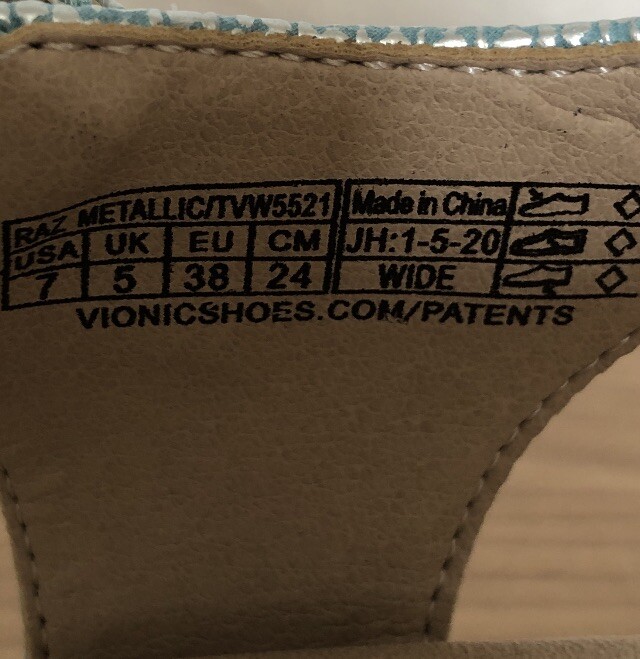 RAZ METALLIC/TVW5521 Made in China
USA UK EU CM JH:1-5-20
7 5 38 24 WIDE
VIONICSHOES.COM/PATENTS